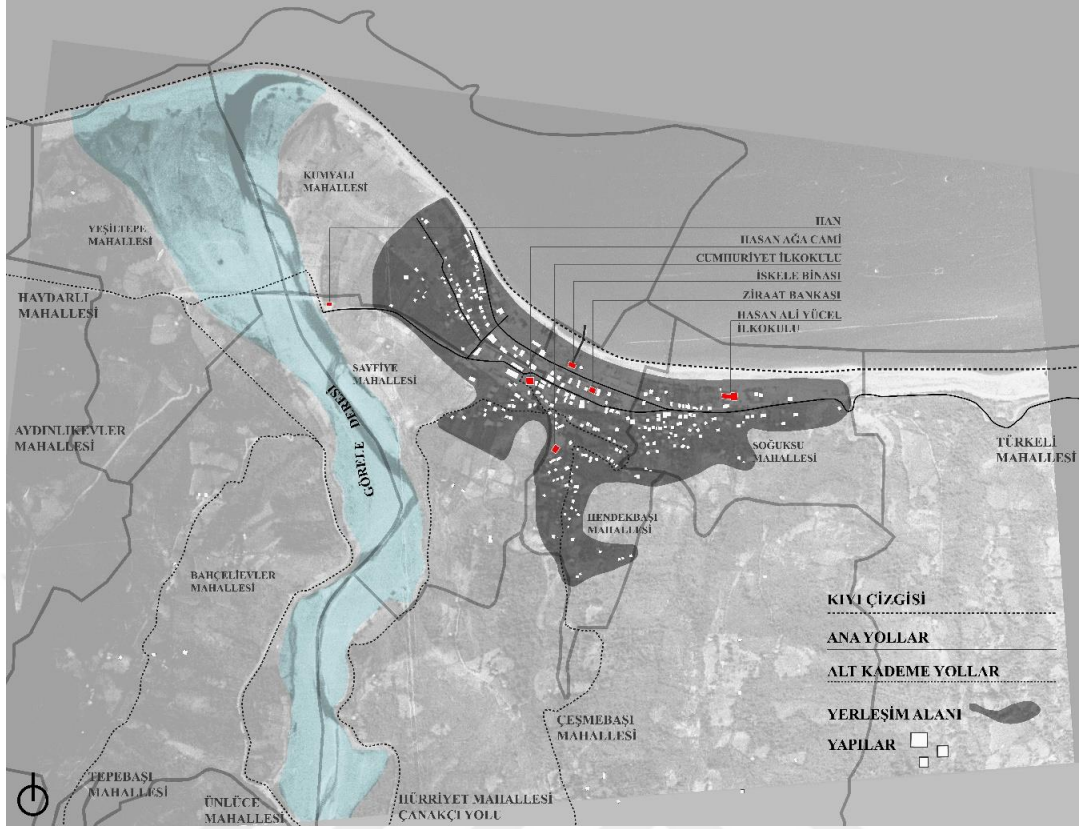 KUMYALI
MAHALLESİ
YEŞİLTEPE
MAHALLESİ
HAN
HASAN AĞA CAMİ
CUMHURİYET İLKOKULU
İSKELE BİNASI
ZİRAAT BANKASI
HASAN ALİ YÜCEL
İLKOKULU
HAYDARLI
MAHALLESİ
SAYFİYE
MAHALLESİ
GÖRELE DERESİ
AYDINLIKEVLER
MAHALLESİ
SOĞUKSU
MAHALLESİ
TÜRKELİ
MAHALLESİ
HENDEKBAŞI
MAHALLESİ
BAHÇELİEVLER
MAHALLESİ
KIYI ÇİZGİSİ
ANA YOLLAR
ALT KADEME YOLLAR
YERLEŞİM ALANI
YAPILAR
ÇEŞMEBAŞI
MAHALLESİ
TEPEBAŞI
MAHALLESİ
ÜNLÜCE
MAHALLESİ
HÜRRİYET MAHALLESİ
ÇANAKÇI YOLU